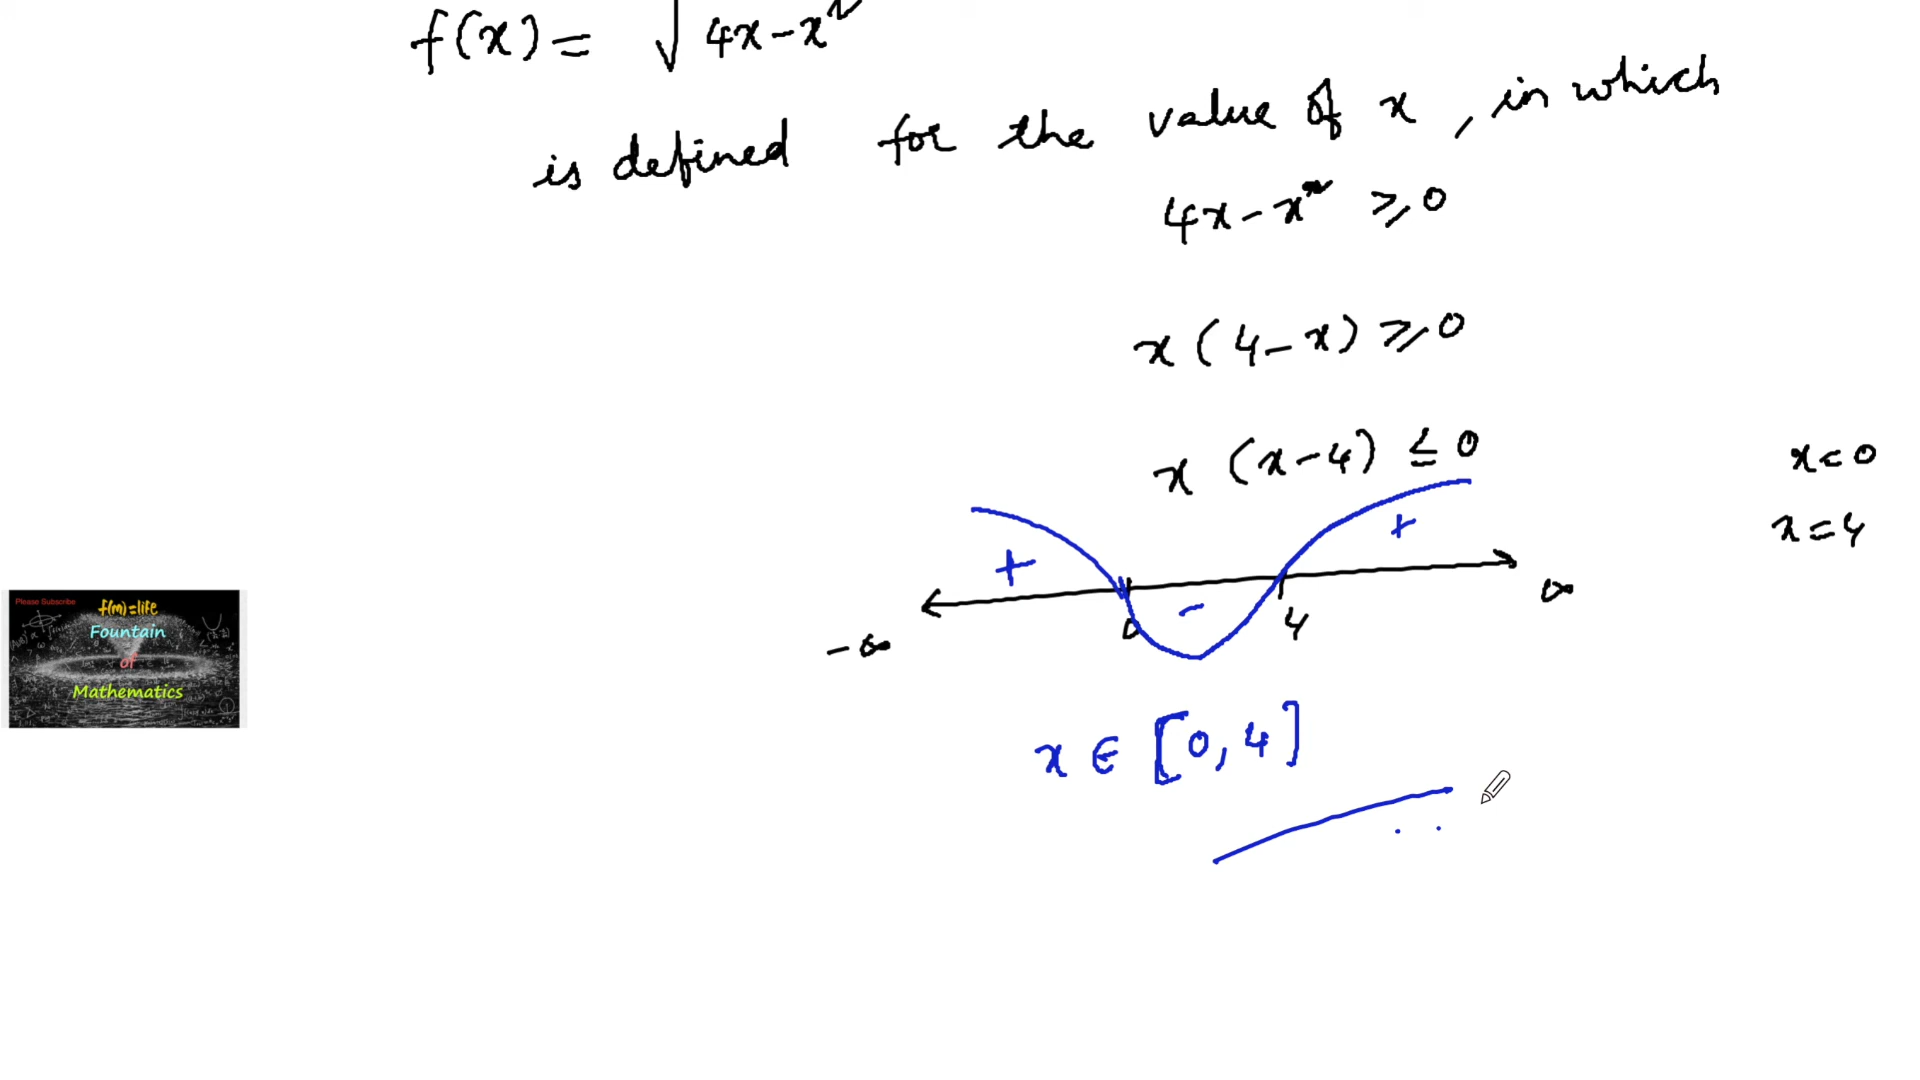 f(x) = √4x-x²
is defined for the value of x, in which
4x-x² ≥ 0
x(4-x) ≥ 0
x (x-4) ≤ 0
x=0
x=4
+ - +
-∞ 0 4 ∞
x ∈ [0,4]
Please Subscribe
f(m)=life
Fountain
of
Mathematics